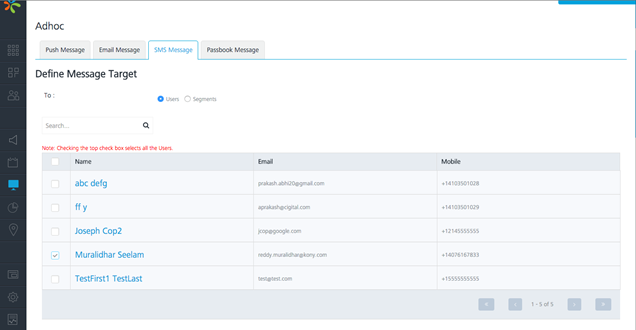 Adhoc
Push Message Email Message SMS Message Passbook Message
Define Message Target
To : Users Segments
Search...
Note: Checking the top check box selects all the Users.
Name Email Mobile
abc defg prakash.abhi20@gmail.com +14103501028
ff y aprakash@cigital.com +14103501029
Joseph Cop2 jcop@google.com +12145555555
Muralidhar Seelam reddy.muralidhar@kony.com +14076167833
TestFirst1 TestLast test@test.com +15555555555
« ‹ 1 - 5 of 5 › »